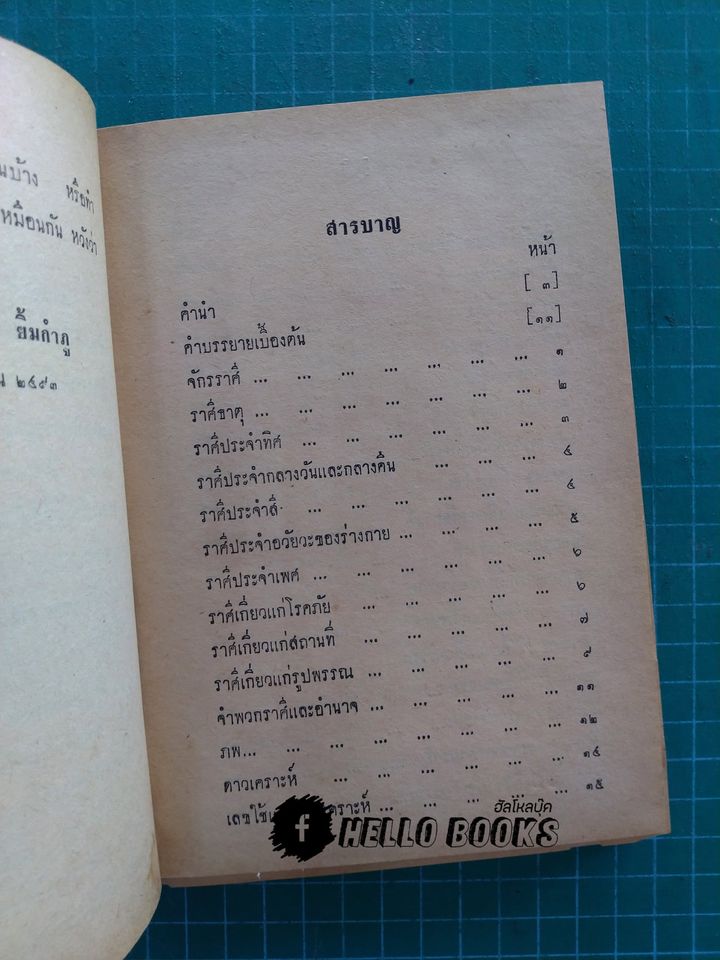 นบ้าง หรือทำ
หมือนกัน หวังว่า
ยิ้มลำภู
น ๒๔๙๓
สารบาญ
หน้า
คำนำ [ ๓]
คำบรรยายเบื้องต้น [๑๑]
จักรราศี ... ... ... ... ... ... ... ๑
ราศีธาตุ ... ... ... ... ... ... ... ๒
ราศีประจำทิศ ... ... ... ... ... ... ๓
ราศีประจำกลางวันและกลางคืน ... ... ... ๔
ราศีประจำสี ... ... ... ... ... ... ๔
ราศีประจำอวัยวะของร่างกาย ... ... ... ... ๕
ราศีประจำเพศ ... ... ... ... ... ... ๖
ราศีเกี่ยวแก่โรคภัย ... ... ... ... ... ๖
ราศีเกี่ยวแก่สถานที่ ... ... ... ... ... ๗
ราศีเกี่ยวแก่รูปพรรณ ... ... ... ... ... ๙
จำพวกราศีและอำนาจ ... ... ... ... ... ๑๑
ภพ... ... ... ... ... ... ... ... ๑๒
ดาวเคราะห์ ... ... ... ... ... ... ๑๔
เลขใช้ เคราะห์ ... ... ... ... ... ๑๕
ฮัลโหลบุ๊ค
f HELLO BOOKS